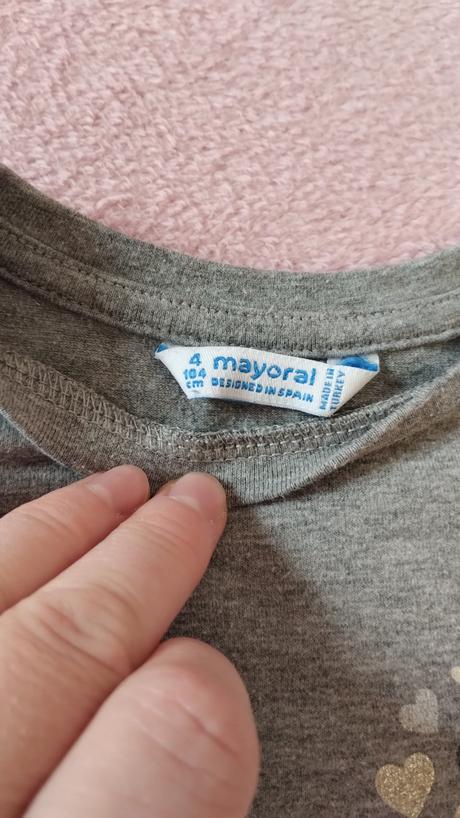 4
104
cm
mayoral
DESIGNED IN SPAIN
MADE IN
TURKEY